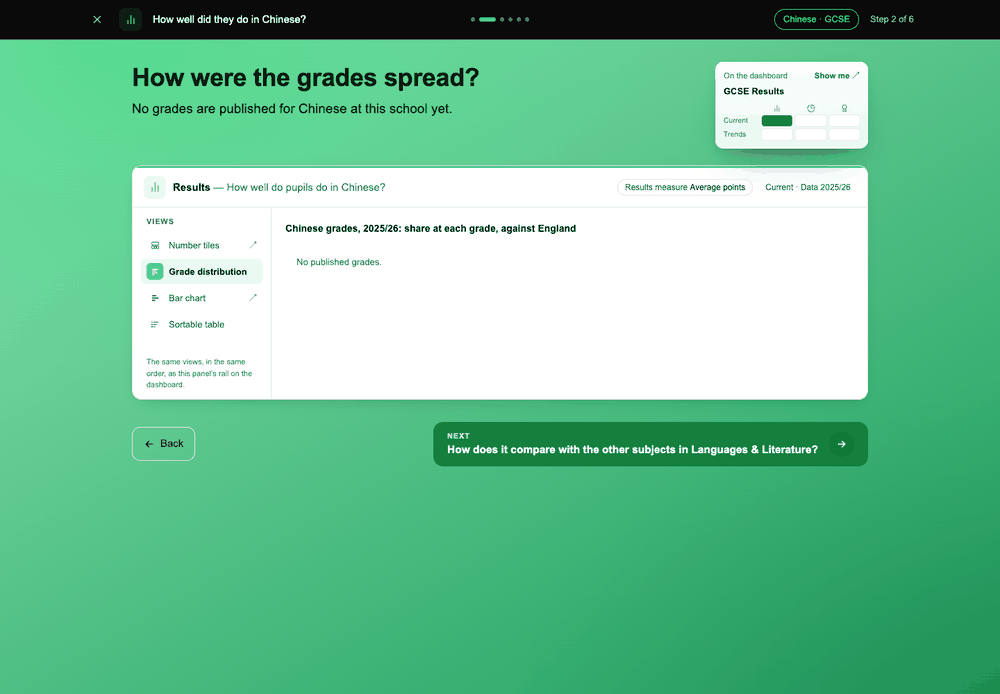 How well did they do in Chinese?
Chinese · GCSE
Step 2 of 6
How were the grades spread?
No grades are published for Chinese at this school yet.
On the dashboard
Show me ↗
GCSE Results
Current
Trends
Results — How well do pupils do in Chinese?
Results measure Average points
Current · Data 2025/26
VIEWS
Number tiles
Grade distribution
Bar chart
Sortable table
The same views, in the same
order, as this panel's rail on the
dashboard.
Chinese grades, 2025/26: share at each grade, against England
No published grades.
← Back
NEXT
How does it compare with the other subjects in Languages & Literature?